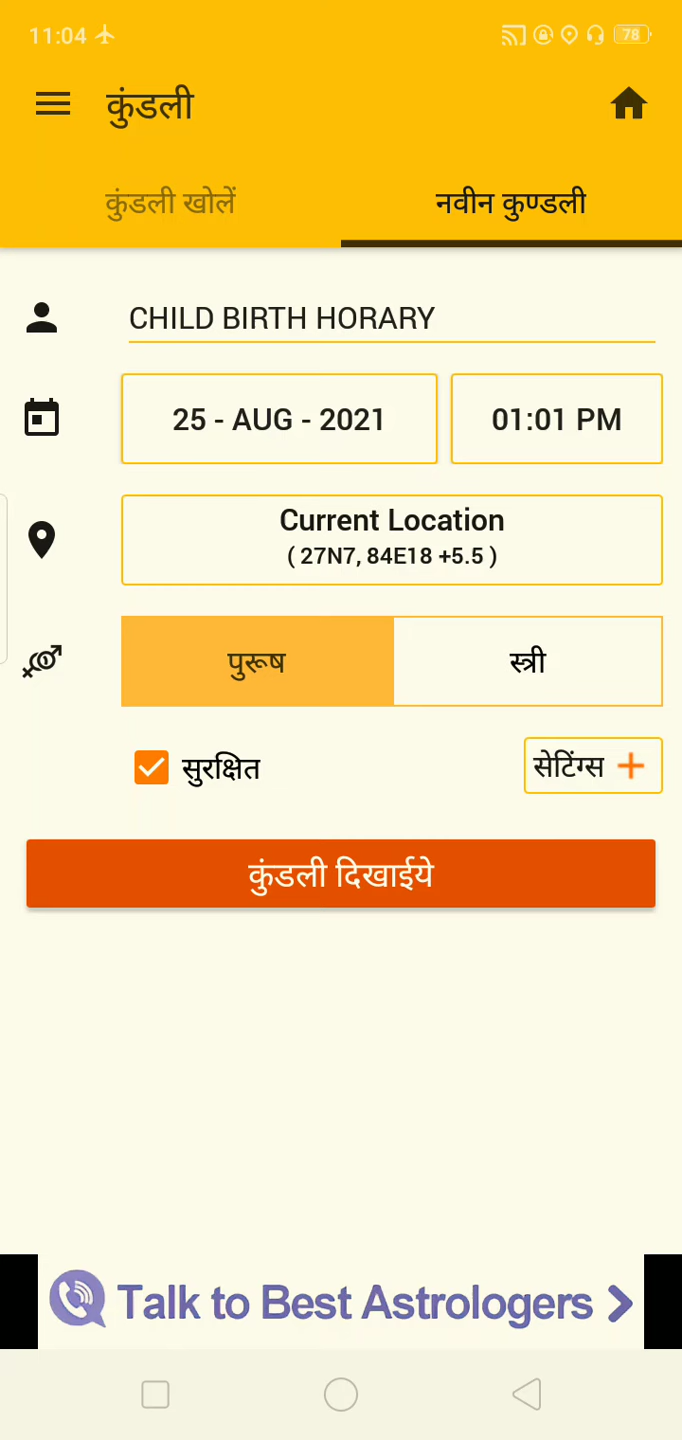 11:04
78
कुंडली
कुंडली खोलें
नवीन कुण्डली
CHILD BIRTH HORARY
25 - AUG - 2021
01:01 PM
Current Location
( 27N7, 84E18 +5.5 )
पुरूष
स्त्री
सुरक्षित
सेटिंग्स +
कुंडली दिखाईये
Talk to Best Astrologers